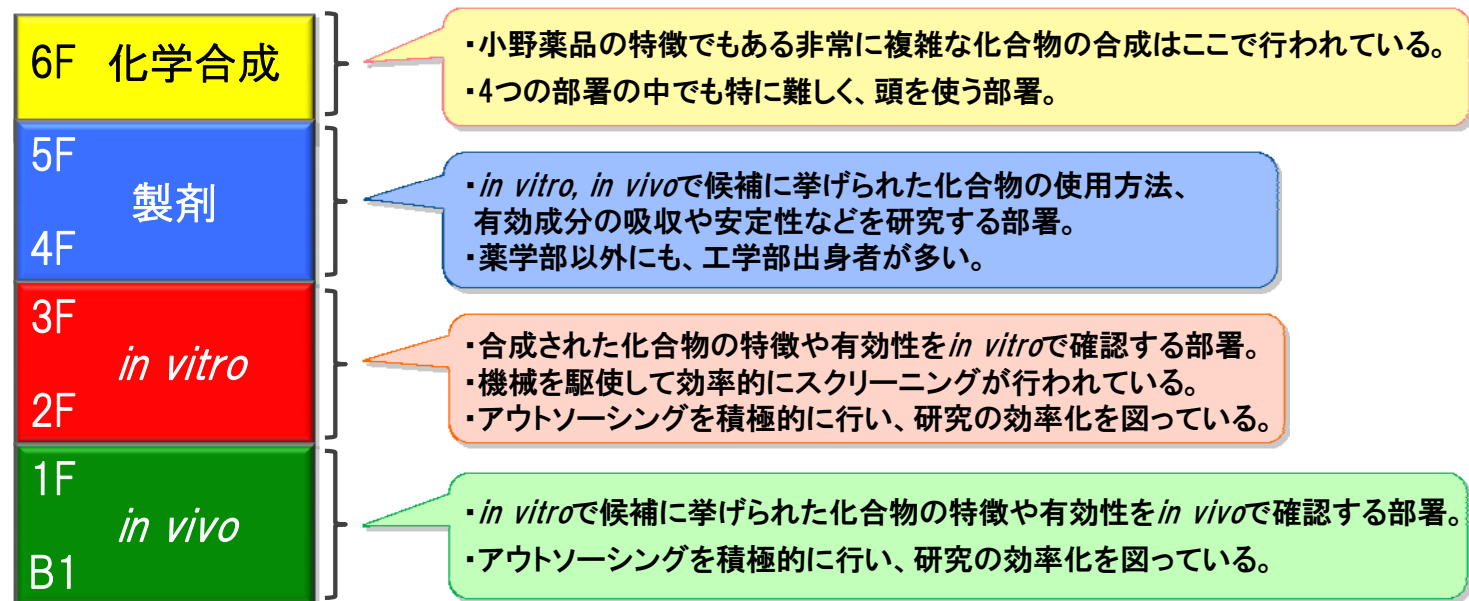 6F 化学合成
・小野薬品の特徴でもある非常に複雑な化合物の合成はここで行われている。
・4つの部署の中でも特に難しく、頭を使う部署。
5F
製剤
4F
・in vitro, in vivoで候補に挙げられた化合物の使用方法、
有効成分の吸収や安定性などを研究する部署。
・薬学部以外にも、工学部出身者が多い。
3F
in vitro
2F
・合成された化合物の特徴や有効性をin vitroで確認する部署。
・機械を駆使して効率的にスクリーニングが行われている。
・アウトソーシングを積極的に行い、研究の効率化を図っている。
1F
in vivo
B1
・in vitroで候補に挙げられた化合物の特徴や有効性をin vivoで確認する部署。
・アウトソーシングを積極的に行い、研究の効率化を図っている。